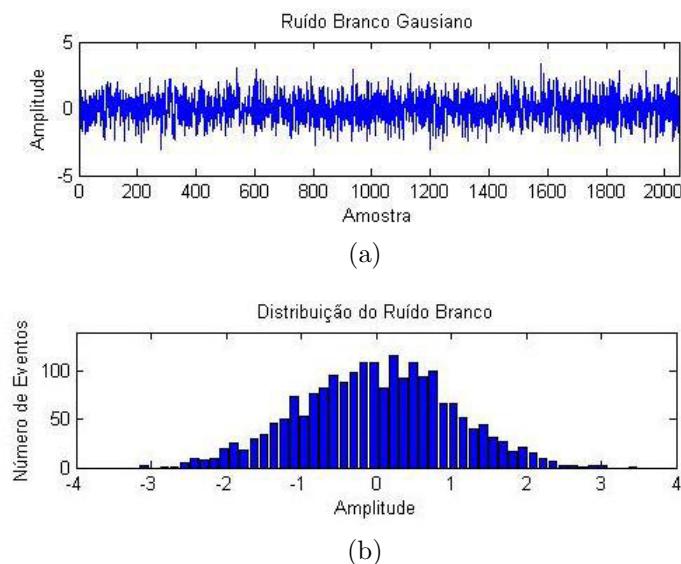 Ruído Branco Gausiano
5
0
-5
Amplitude
0 200 400 600 800 1000 1200 1400 1600 1800 2000
Amostra
(a)
Distribuição do Ruído Branco
100
50
0
Número de Eventos
-4 -3 -2 -1 0 1 2 3 4
Amplitude
(b)